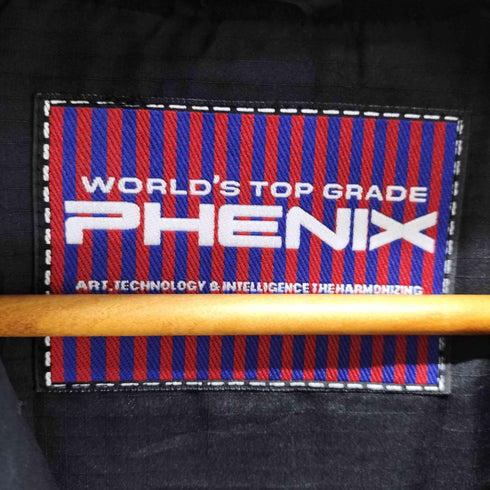 WORLD'S TOP GRADE
PHENIX
ART, TECHNOLOGY & INTELLIGENCE THE HARMONIZING